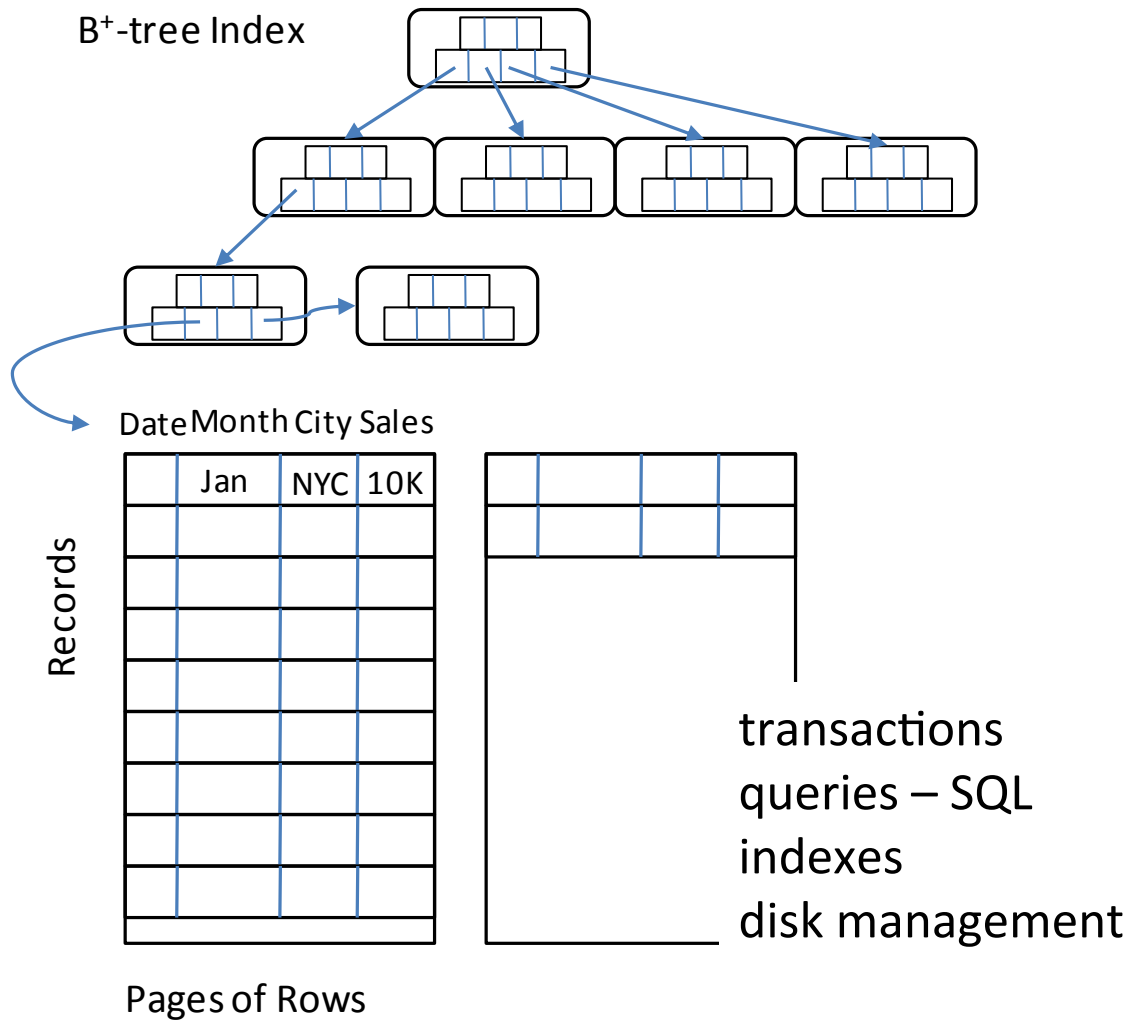 B+-tree Index
Date Month City Sales
Jan NYC 10K
Records
transactions
queries – SQL
indexes
disk management
Pages of Rows